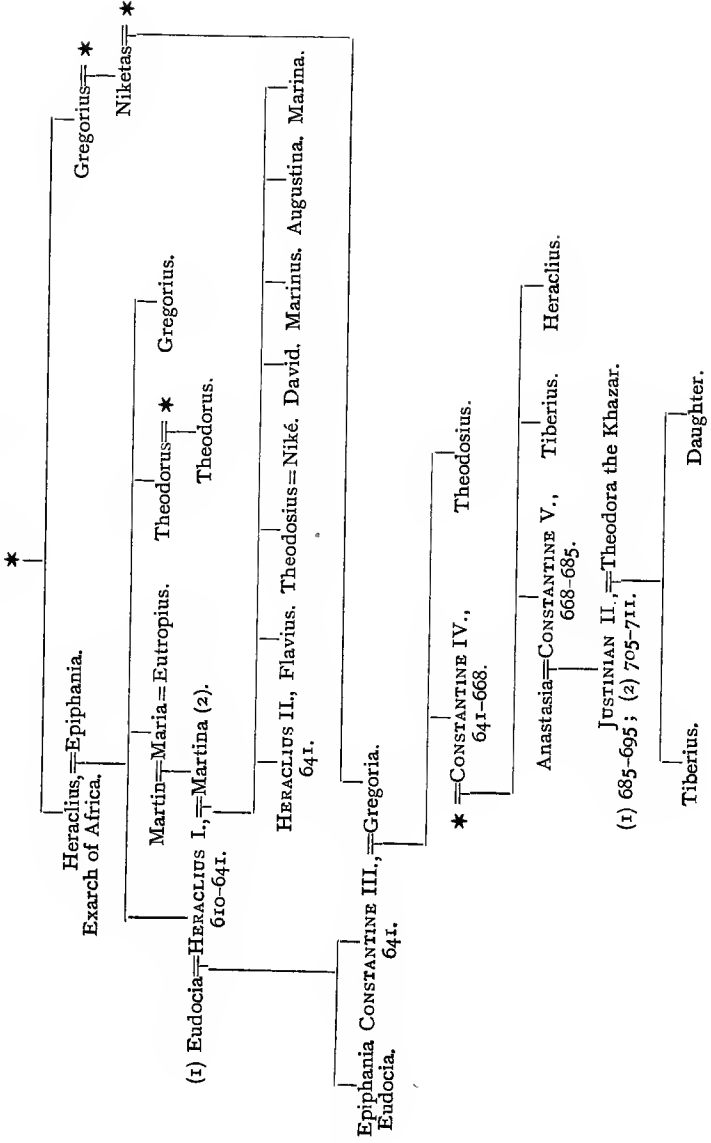 *
Heraclius,=Epiphania.
Exarch of Africa.
Gregorius=*
Niketas=*
Martin=Maria=Eutropius.
Theodorus=*
Gregorius.
Theodorus.
(1) Eudocia=HERACLIUS I.,=Martina (2).
610–641.
HERACLIUS II., Flavius. Theodosius=Niké. David. Marinus. Augustina. Marina.
641.
Epiphania CONSTANTINE III.,=Gregoria.
Eudocia. 641.
*=CONSTANTINE IV.,
641–668.
Theodosius.
Anastasia=CONSTANTINE V.,
668–685.
Tiberius.
Heraclius.
JUSTINIAN II.,=Theodora the Khazar.
(1) 685–695; (2) 705–711.
Tiberius.
Daughter.